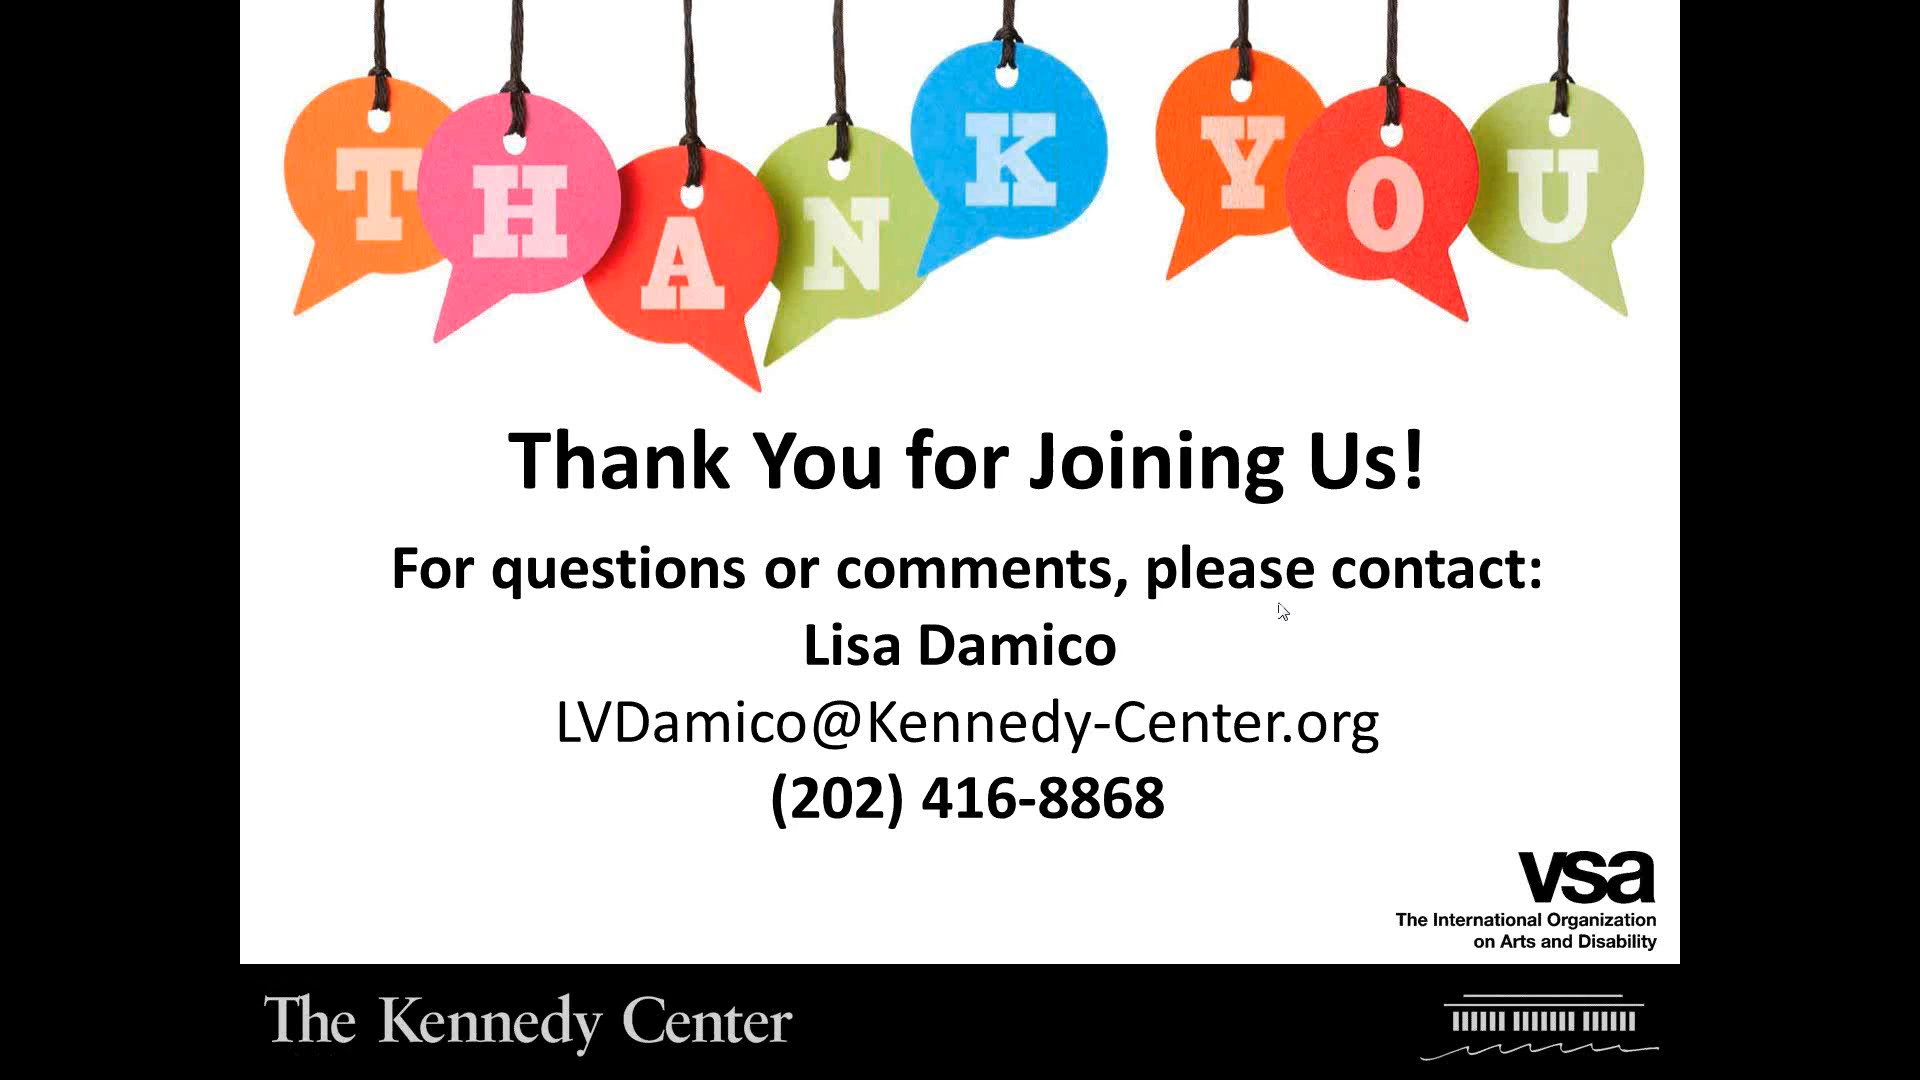 THANK YOU
Thank You for Joining Us!
For questions or comments, please contact:
Lisa Damico
LVDamico@Kennedy-Center.org
(202) 416-8868
vsa
The International Organization
on Arts and Disability
The Kennedy Center